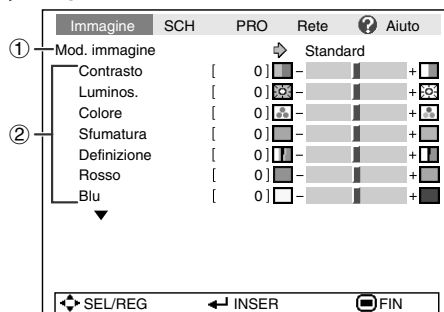 Immagine SCH PRO Rete ? Aiuto
① Mod. immagine Standard
② Contrasto [ 0 ] - +
Luminos. [ 0 ] - +
Colore [ 0 ] - +
Sfumatura [ 0 ] - +
Definizione [ 0 ] - +
Rosso [ 0 ] - +
Blu [ 0 ] - +
SEL/REG INSER FIN